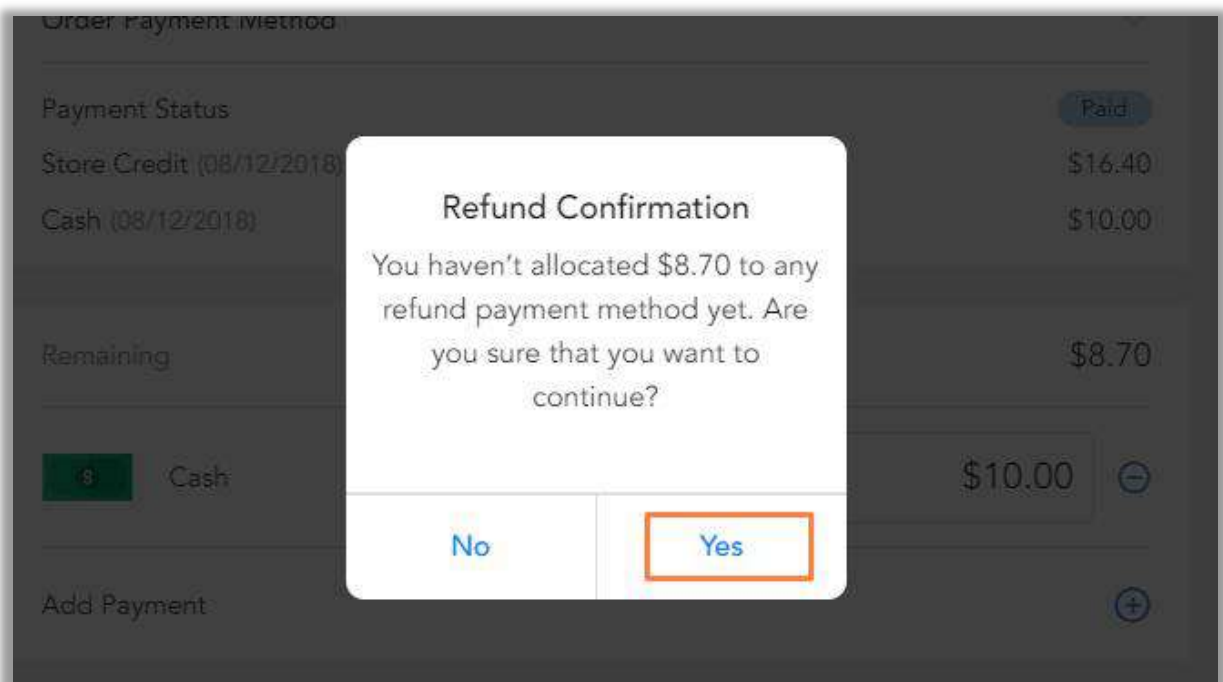 Order Payment Method
Payment Status Paid
Store Credit (08/12/2018) $16.40
Cash (08/12/2018) $10.00
Refund Confirmation
You haven't allocated $8.70 to any
refund payment method yet. Are
you sure that you want to
continue?
No Yes
Remaining $8.70
Cash $10.00
Add Payment